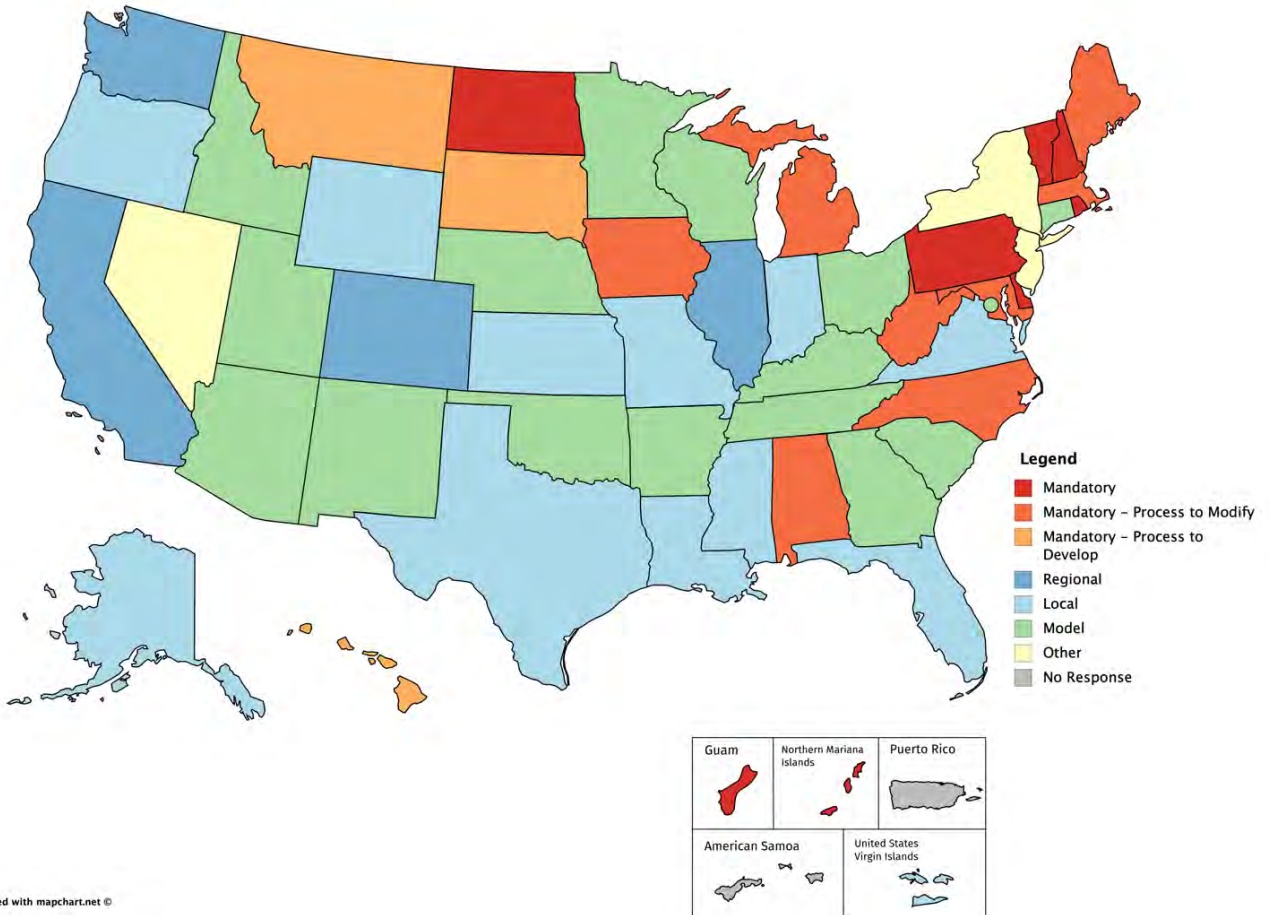 Legend
Mandatory
Mandatory – Process to Modify
Mandatory – Process to
Develop
Regional
Local
Model
Other
No Response
Guam
Northern Mariana
Islands
Puerto Rico
American Samoa
United States
Virgin Islands
with mapchart.net ©